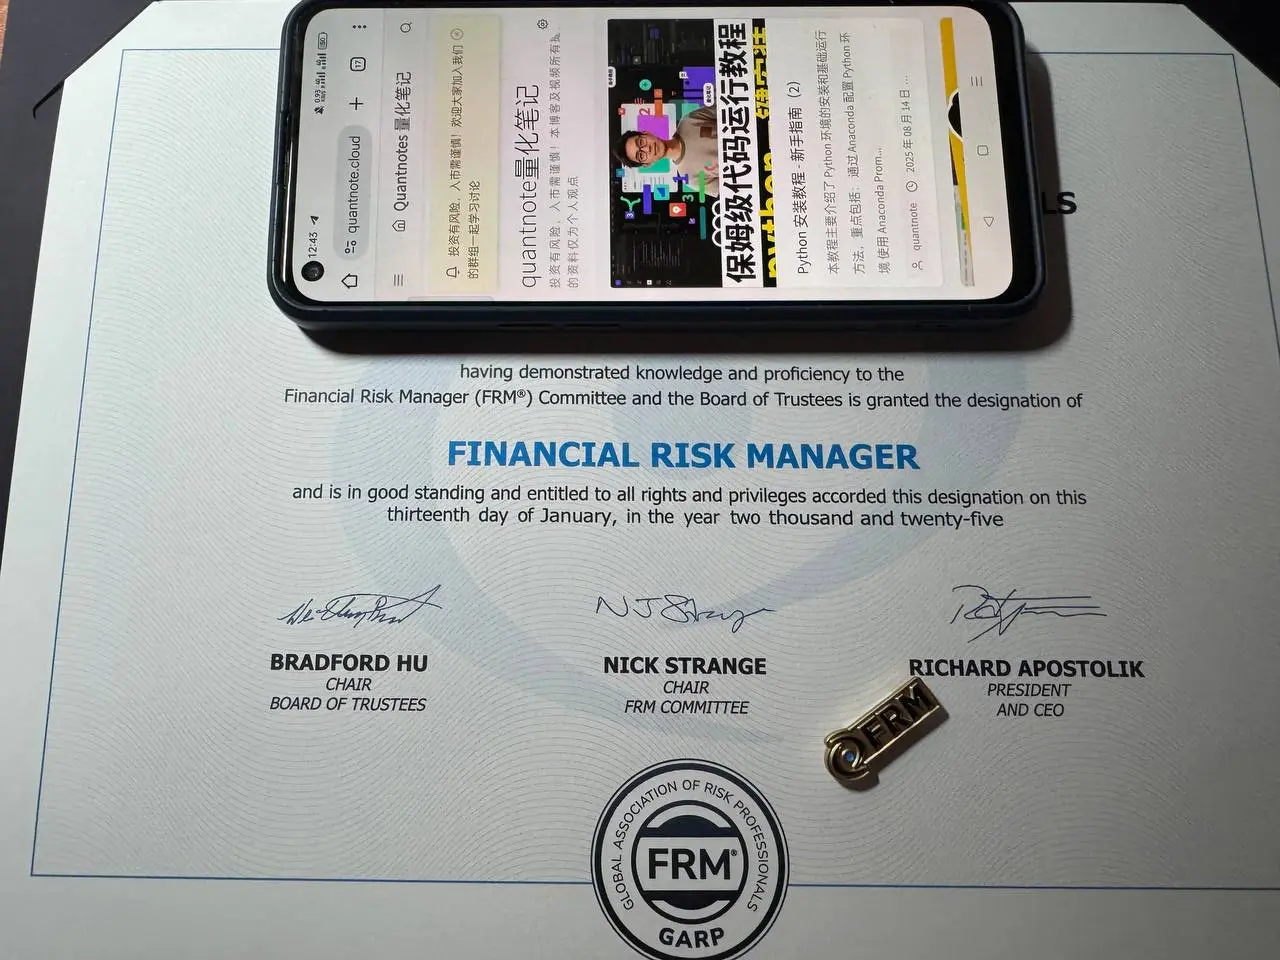 12:43
0.93
KB/S
4G
4G
quantnote.cloud
17
Quantnotes 量化笔记
投资有风险，入市需谨慎！欢迎大家加入我们
的群组一起学习讨论
quantnote量化笔记
投资有风险，入市需谨慎！本博客及视频所有
的资料仅为个人观点
保姆级代码运行教程
python
Python 安装教程 - 新手指南（2）
本教程主要介绍了 Python 环境的安装和基础运行
方法，重点包括： 通过 Anaconda 配置 Python 环
境 使用 Anaconda Prom...
quantnote
2025 年 08 月 14 日 ...
LS
having demonstrated knowledge and proficiency to the
Financial Risk Manager (FRM®) Committee and the Board of Trustees is granted the designation of
FINANCIAL RISK MANAGER
and is in good standing and entitled to all rights and privileges accorded this designation on this
thirteenth day of January, in the year two thousand and twenty-five
NJ Strange
BRADFORD HU
CHAIR
BOARD OF TRUSTEES
NICK STRANGE
CHAIR
FRM COMMITTEE
RICHARD APOSTOLIK
PRESIDENT
AND CEO
FRM
GLOBAL ASSOCIATION OF RISK PROFESSIONALS
FRM®
GARP